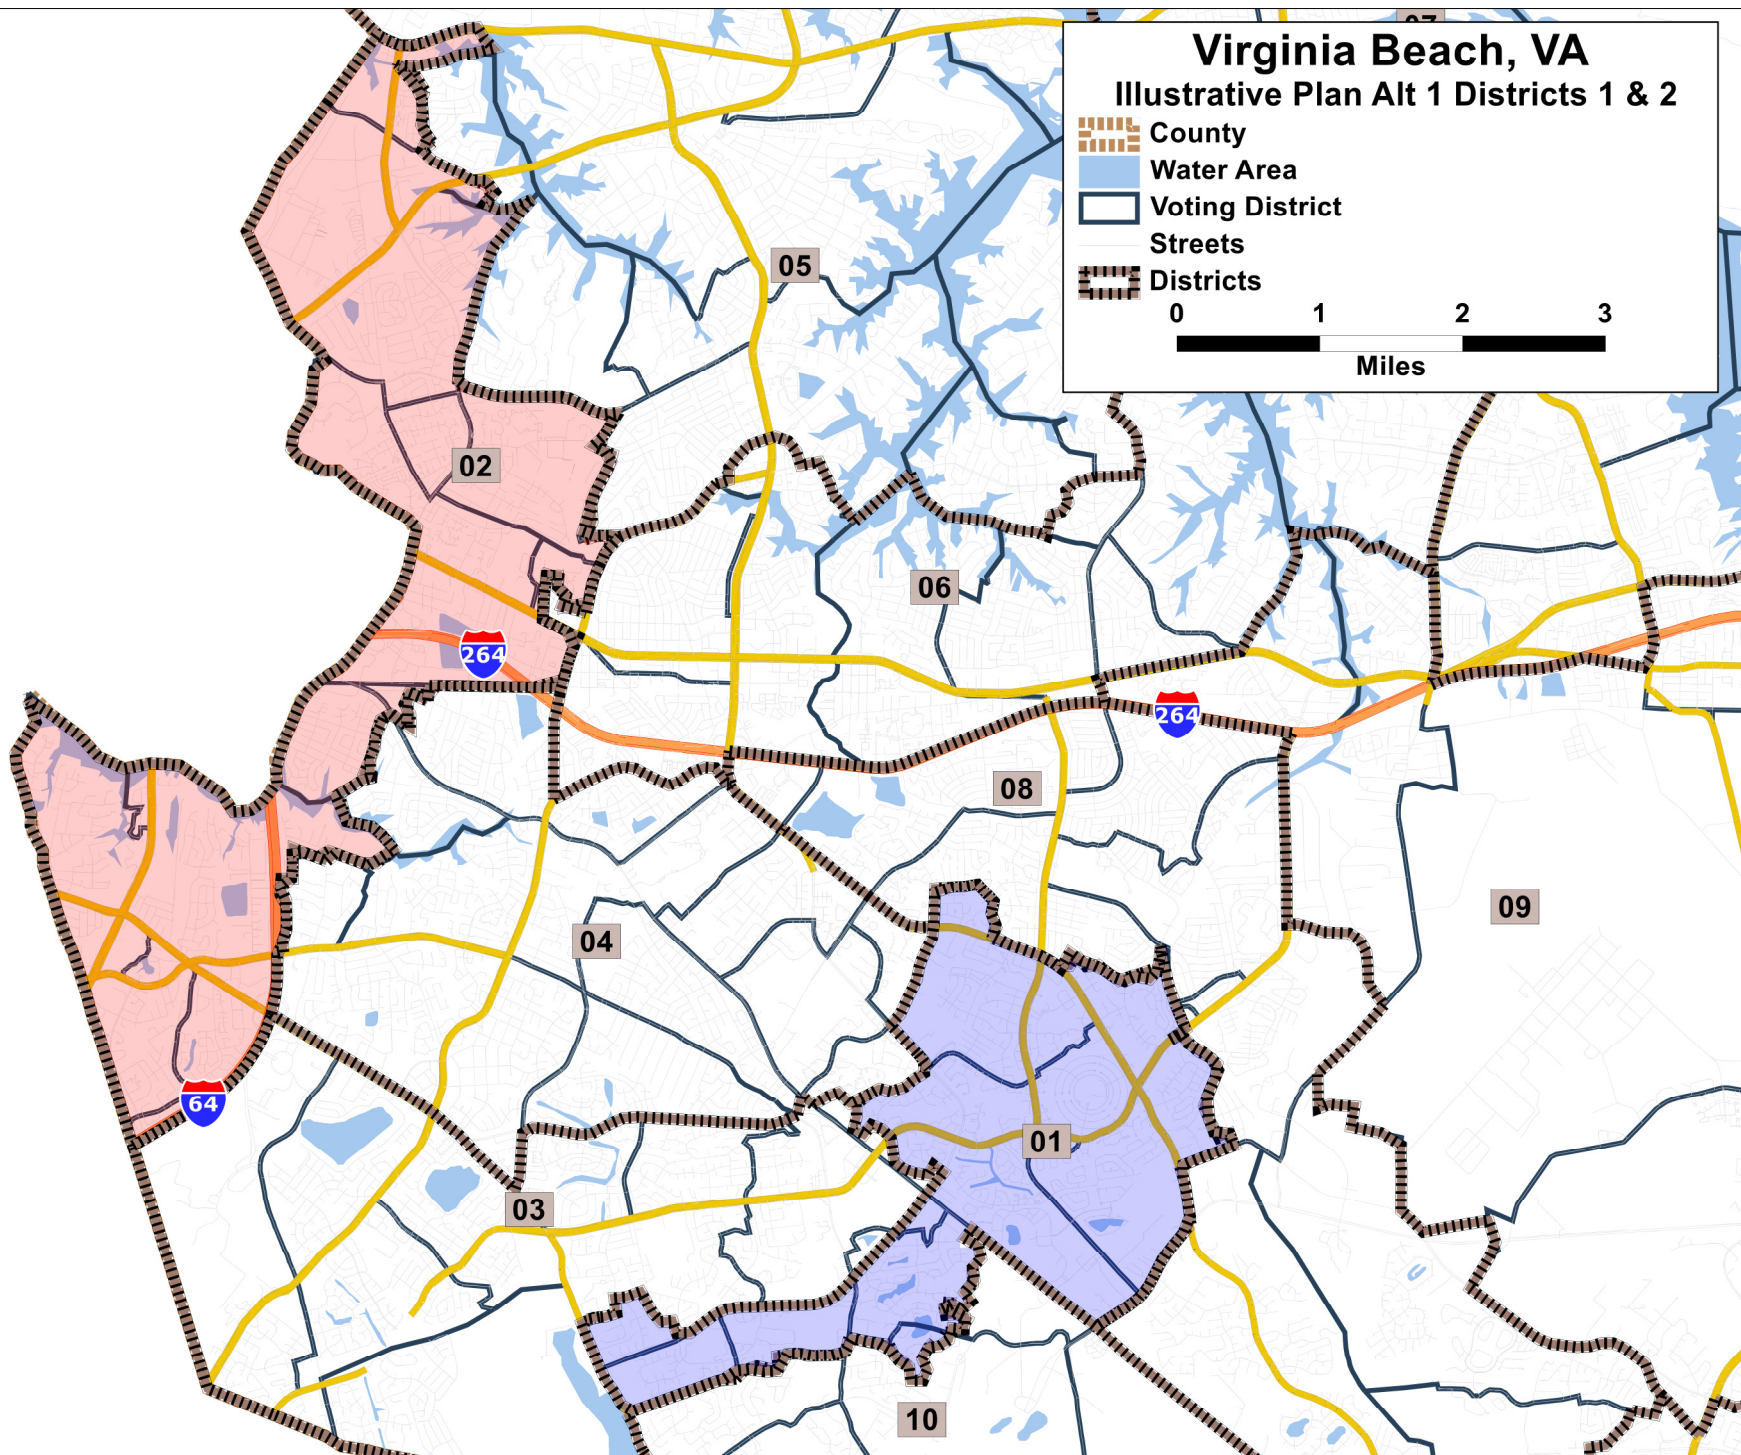 07
Virginia Beach, VA
Illustrative Plan Alt 1 Districts 1 & 2
County
Water Area
Voting District
Streets
Districts
0 1 2 3
Miles
05
02
06
264
264
08
09
04
64
01
03
10